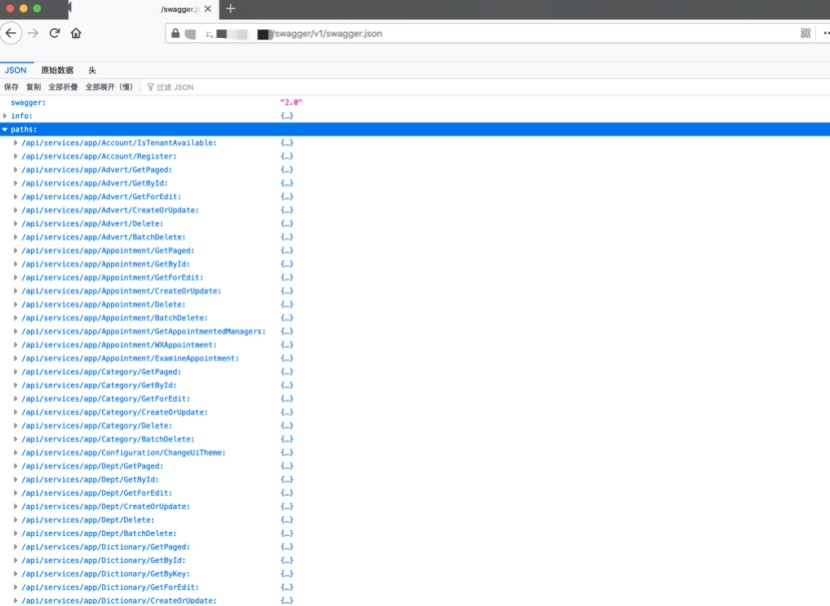 /swagger.j
/swagger/v1/swagger.json
JSON 原始数据 头
保存 复制 全部折叠 全部展开（慢） 过滤 JSON
swagger: "2.0"
info: {…}
paths:
/api/services/app/Account/IsTenantAvailable: {…}
/api/services/app/Account/Register: {…}
/api/services/app/Advert/GetPaged: {…}
/api/services/app/Advert/GetById: {…}
/api/services/app/Advert/GetForEdit: {…}
/api/services/app/Advert/CreateOrUpdate: {…}
/api/services/app/Advert/Delete: {…}
/api/services/app/Advert/BatchDelete: {…}
/api/services/app/Appointment/GetPaged: {…}
/api/services/app/Appointment/GetById: {…}
/api/services/app/Appointment/GetForEdit: {…}
/api/services/app/Appointment/CreateOrUpdate: {…}
/api/services/app/Appointment/Delete: {…}
/api/services/app/Appointment/BatchDelete: {…}
/api/services/app/Appointment/GetAppointmentedManagers: {…}
/api/services/app/Appointment/WXAppointment: {…}
/api/services/app/Appointment/ExamineAppointment: {…}
/api/services/app/Category/GetPaged: {…}
/api/services/app/Category/GetById: {…}
/api/services/app/Category/GetForEdit: {…}
/api/services/app/Category/CreateOrUpdate: {…}
/api/services/app/Category/Delete: {…}
/api/services/app/Category/BatchDelete: {…}
/api/services/app/Configuration/ChangeUiTheme: {…}
/api/services/app/Dept/GetPaged: {…}
/api/services/app/Dept/GetById: {…}
/api/services/app/Dept/GetForEdit: {…}
/api/services/app/Dept/CreateOrUpdate: {…}
/api/services/app/Dept/Delete: {…}
/api/services/app/Dept/BatchDelete: {…}
/api/services/app/Dictionary/GetPaged: {…}
/api/services/app/Dictionary/GetById: {…}
/api/services/app/Dictionary/GetByKey: {…}
/api/services/app/Dictionary/GetForEdit: {…}
/api/services/app/Dictionary/CreateOrUpdate: {…}